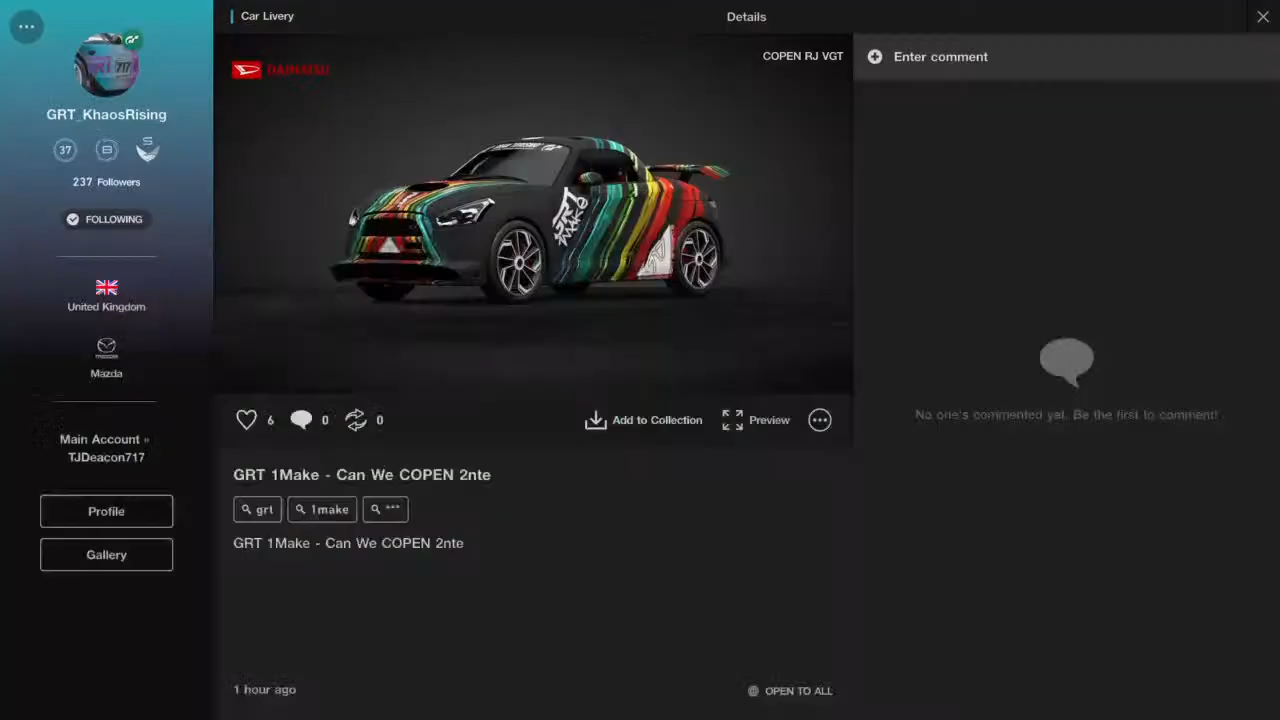 Car Livery
Details
GRT_KhaosRising
37
B
S
237 Followers
FOLLOWING
United Kingdom
mazda
Mazda
Main Account »
TJDeacon717
Profile
Gallery
DAIHATSU
COPEN RJ VGT
GRT
1MAKE
6
0
0
Add to Collection
Preview
GRT 1Make - Can We COPEN 2nte
grt
1make
***
GRT 1Make - Can We COPEN 2nte
1 hour ago
OPEN TO ALL
Enter comment
No one's commented yet. Be the first to comment!